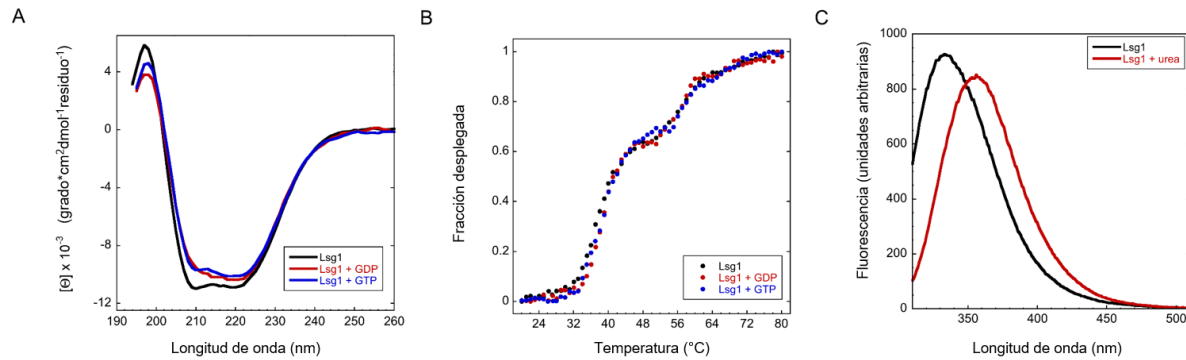 A
[Θ] x 10⁻³ (grado*cm²dmol⁻¹residuo⁻¹)
4
0
-4
-8
-12
190 200 210 220 230 240 250 260
Longitud de onda (nm)
Lsg1
Lsg1 + GDP
Lsg1 + GTP
B
Fracción desplegada
1
0.8
0.6
0.4
0.2
0
24 32 40 48 56 64 72 80
Temperatura (°C)
Lsg1
Lsg1 + GDP
Lsg1 + GTP
C
Fluorescencia (unidades arbitrarias)
1000
800
600
400
200
0
350 400 450 500
Longitud de onda (nm)
Lsg1
Lsg1 + urea